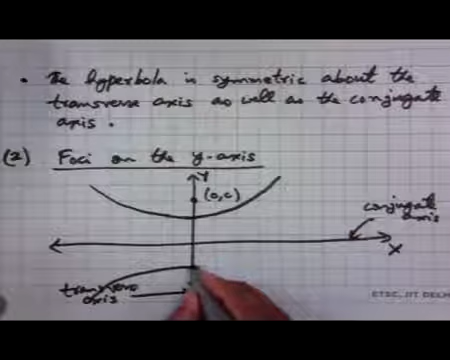 • The hyperbola is symmetric about the
transverse axis as well as the conjugate
axis.
(2) Foci on the y-axis
Y
(0,c)
conjugate
axis
X
transverse
axis
ETSC, IIT DELHI